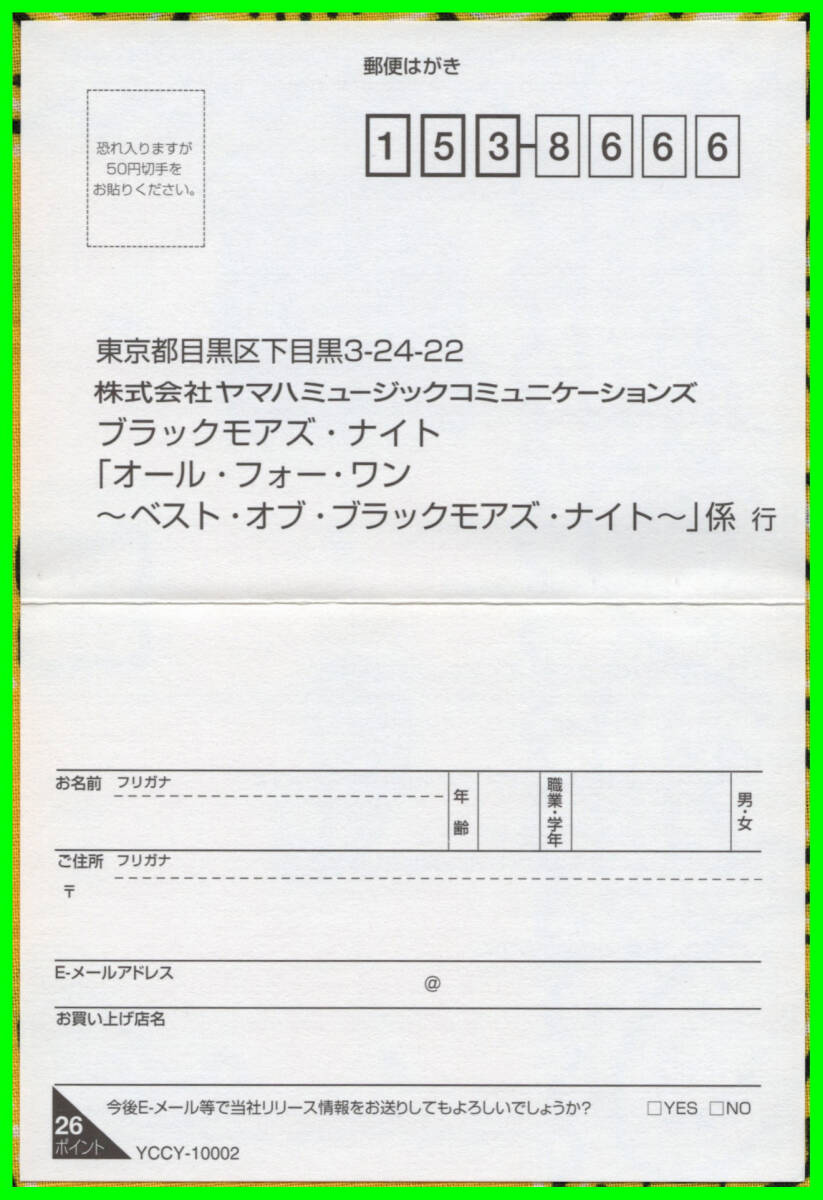 郵便はがき
恐れ入りますが
50円切手を
お貼りください。
153-8666
東京都目黒区下目黒3-24-22
株式会社ヤマハミュージックコミュニケーションズ
ブラックモアズ・ナイト
「オール・フォー・ワン
〜ベスト・オブ・ブラックモアズ・ナイト〜」係 行
お名前 フリガナ 年齢 職業・学年 男・女
ご住所 フリガナ
〒
E-メールアドレス @
お買い上げ店名
今後E-メール等で当社リリース情報をお送りしてもよろしいでしょうか? □YES □NO
26
ポイント
YCCY-10002